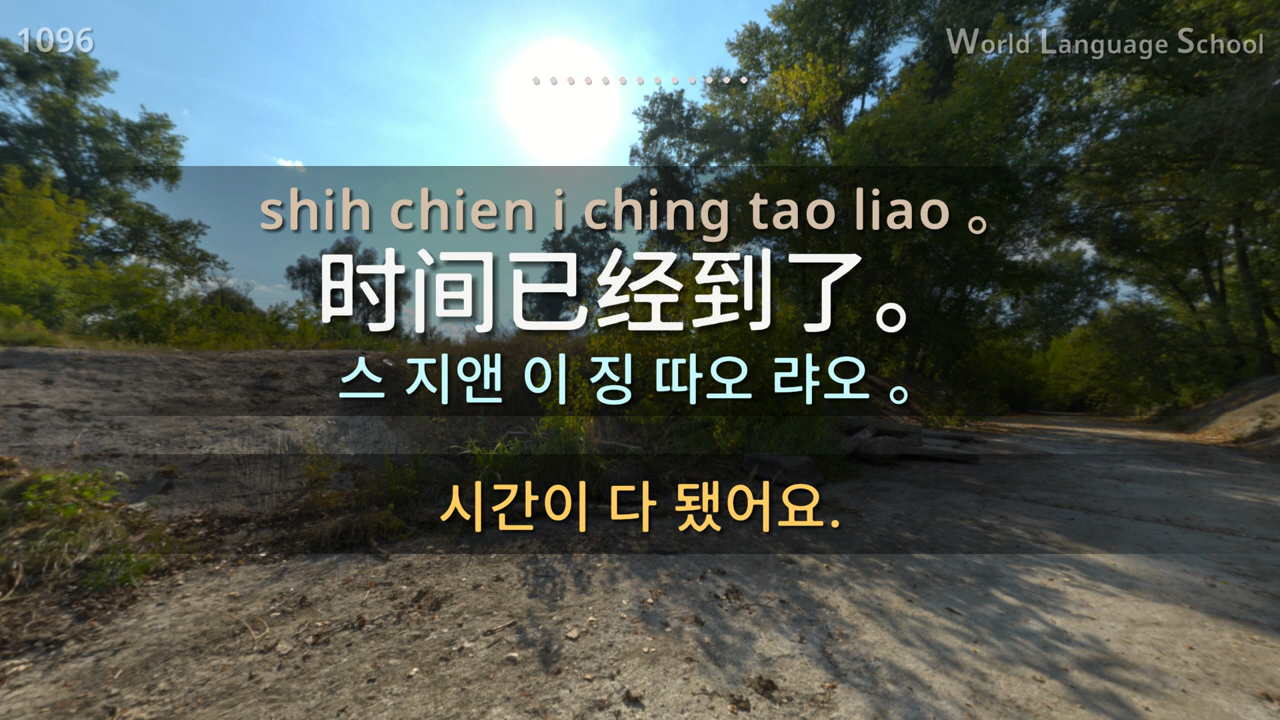 1096
World Language School
shih chien i ching tao liao 。
时间已经到了。
스 지앤 이 징 따오 랴오 。
시간이 다 됐어요.